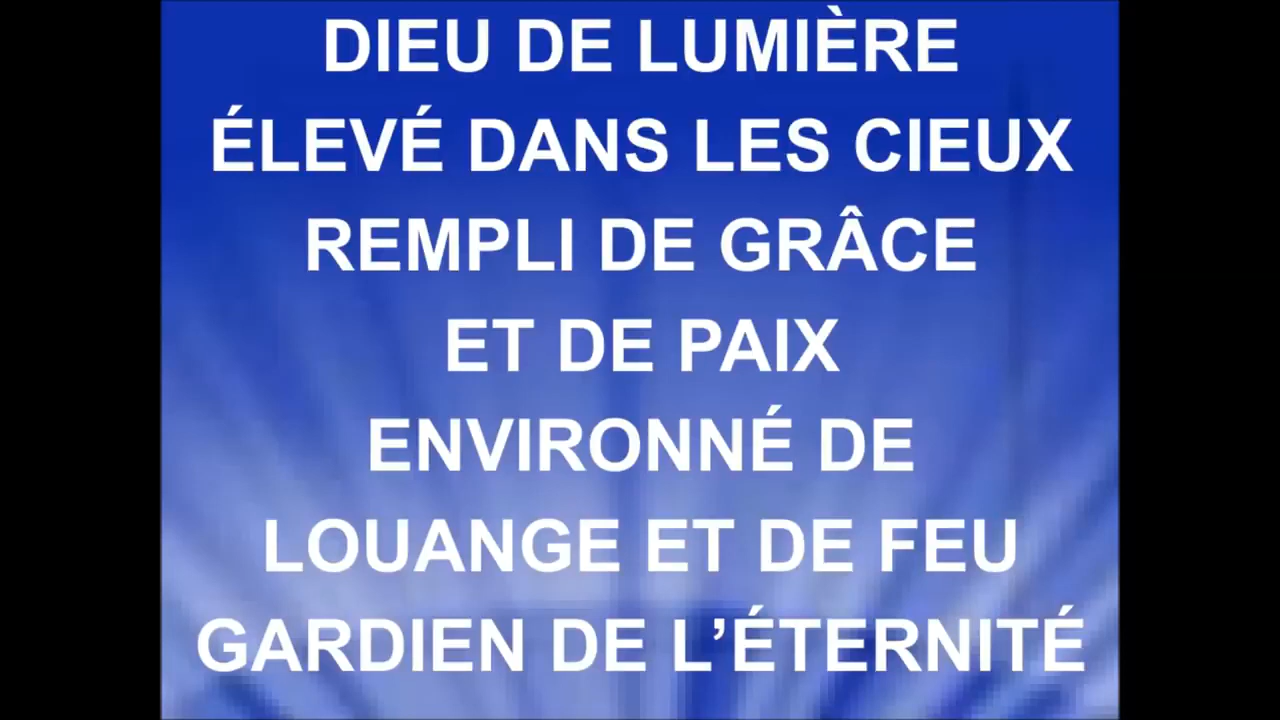 DIEU DE LUMIÈRE
ÉLEVÉ DANS LES CIEUX
REMPLI DE GRÂCE
ET DE PAIX
ENVIRONNÉ DE
LOUANGE ET DE FEU
GARDIEN DE L’ÉTERNITÉ